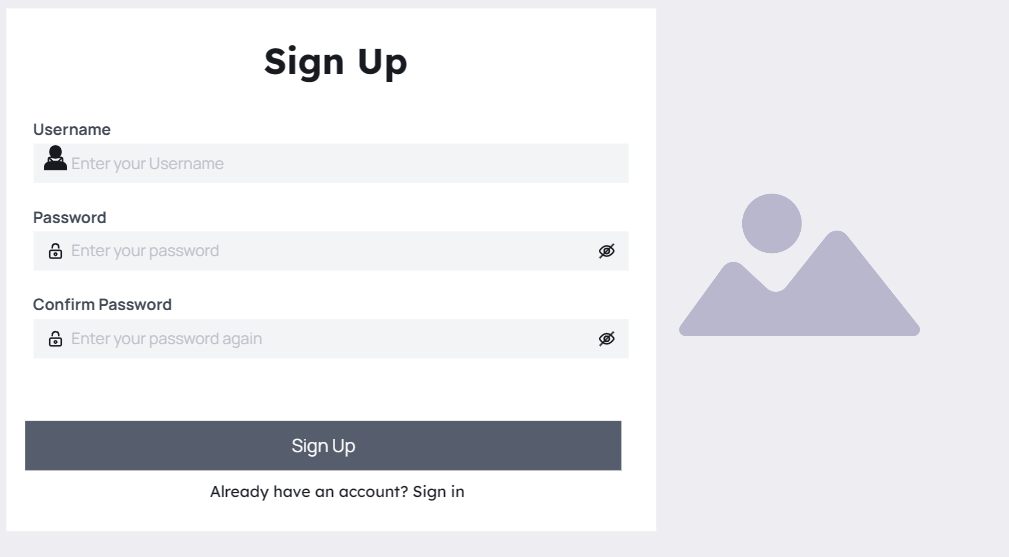 Sign Up
Username
Enter your Username
Password
Enter your password
Confirm Password
Enter your password again
Sign Up
Already have an account? Sign in